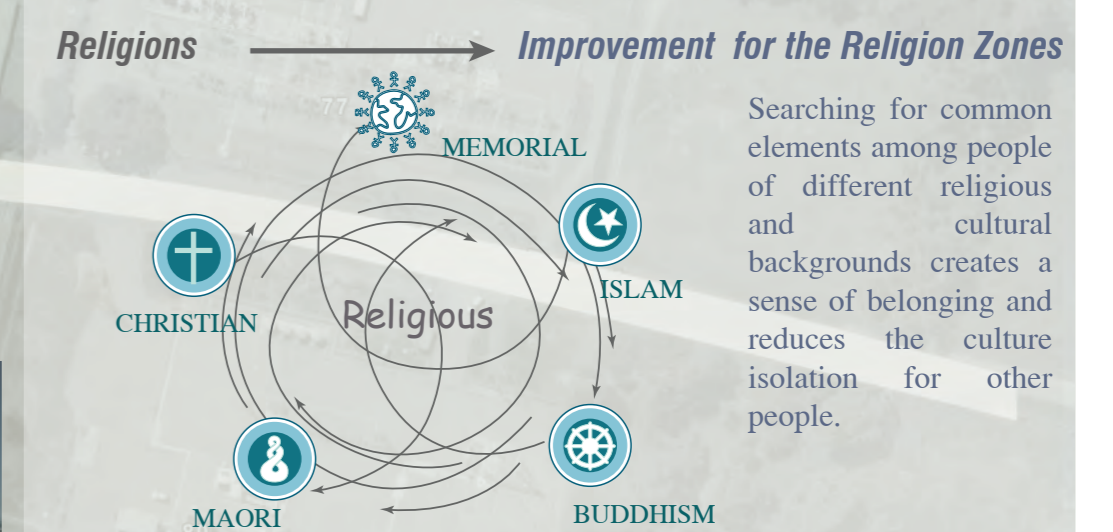 Religions
Improvement for the Religion Zones
77
MEMORIAL
ISLAM
CHRISTIAN
Religious
MAORI
BUDDHISM
Searching for common
elements among people
of different religious
and cultural
backgrounds creates a
sense of belonging and
reduces the culture
isolation for other
people.